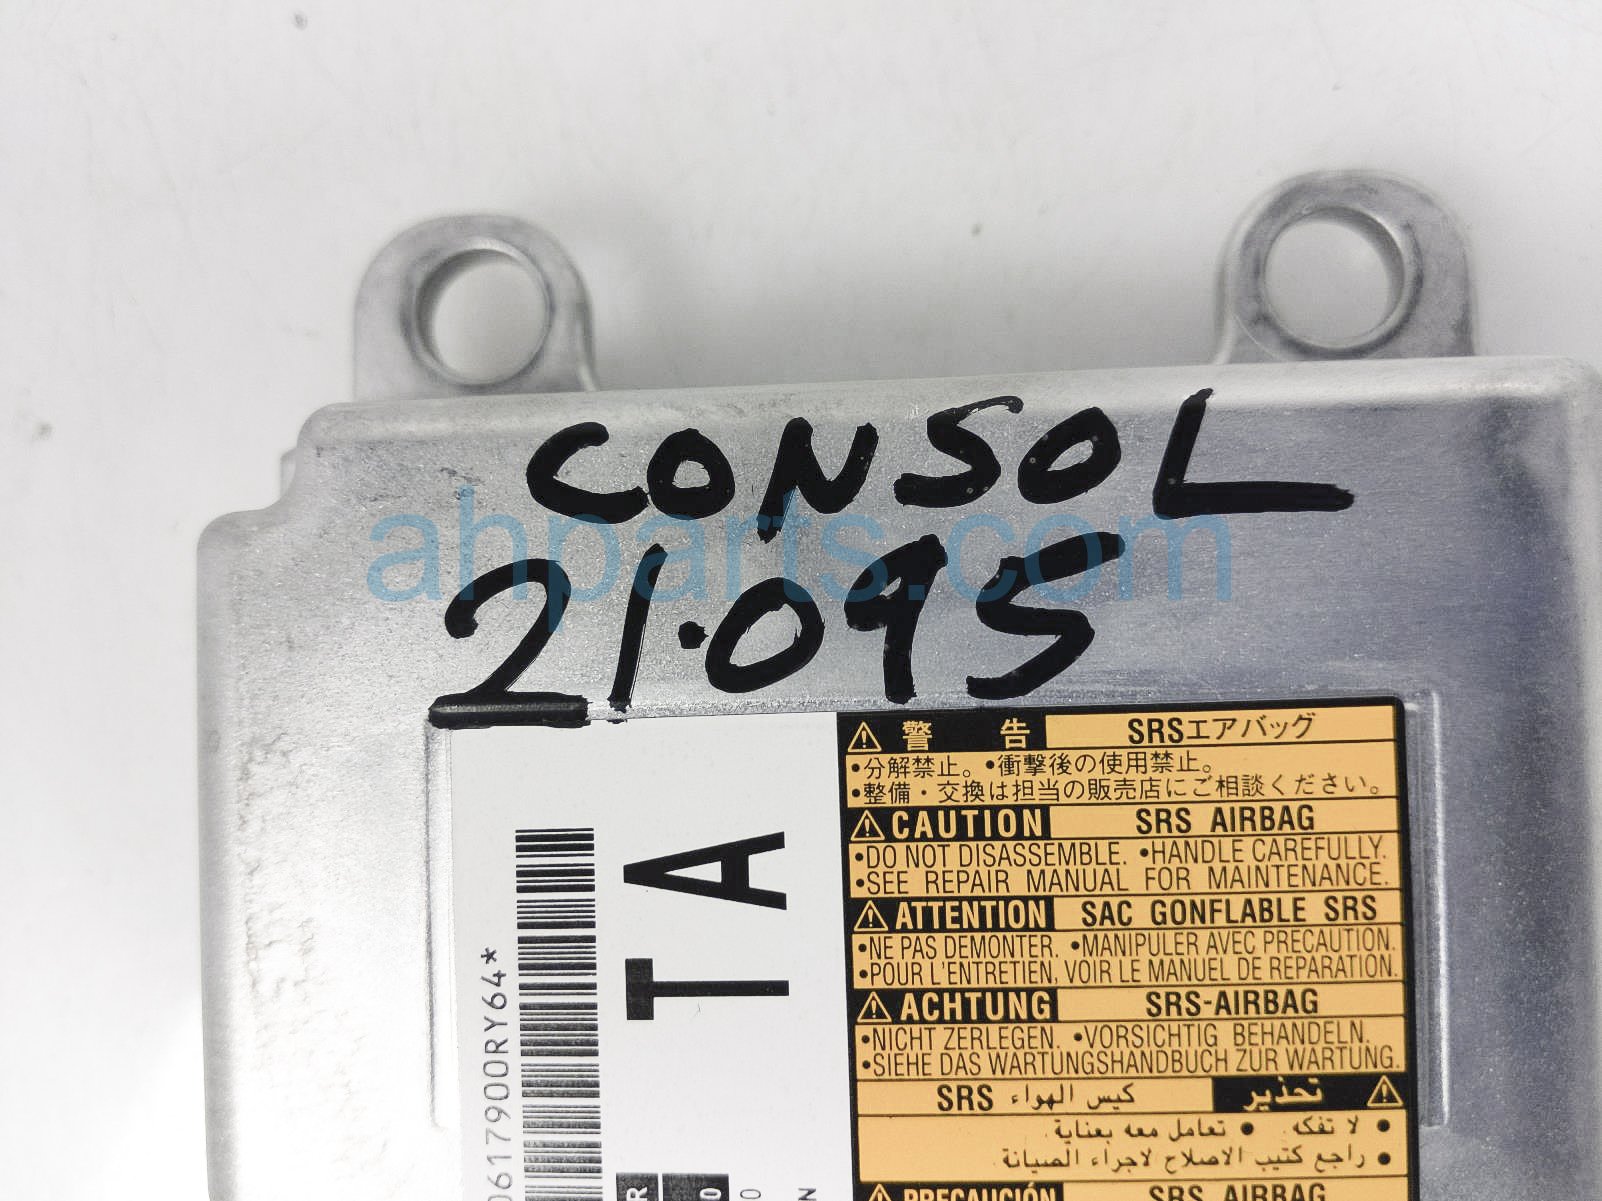 CONSOL
21.095
ahparts.com
警 告 SRSエアバッグ
•分解禁止。•衝撃後の使用禁止。
•整備・交換は担当の販売店にご相談ください。
CAUTION SRS AIRBAG
•DO NOT DISASSEMBLE. •HANDLE CAREFULLY.
•SEE REPAIR MANUAL FOR MAINTENANCE.
ATTENTION SAC GONFLABLE SRS
•NE PAS DEMONTER. •MANIPULER AVEC PRECAUTION.
•POUR L'ENTRETIEN, VOIR LE MANUEL DE REPARATION.
ACHTUNG SRS-AIRBAG
•NICHT ZERLEGEN. •VORSICHTIG BEHANDELN.
•SIEHE DAS WARTUNGSHANDBUCH ZUR WARTUNG.
تحذير كيس الهواء SRS
• لا تفكه. • تعامل معه بعناية.
• راجع كتيب الاصلاح لاجراء الصيانة.
PRECAUCIÓN SRS AIRBAG
TA
0617900RY64*